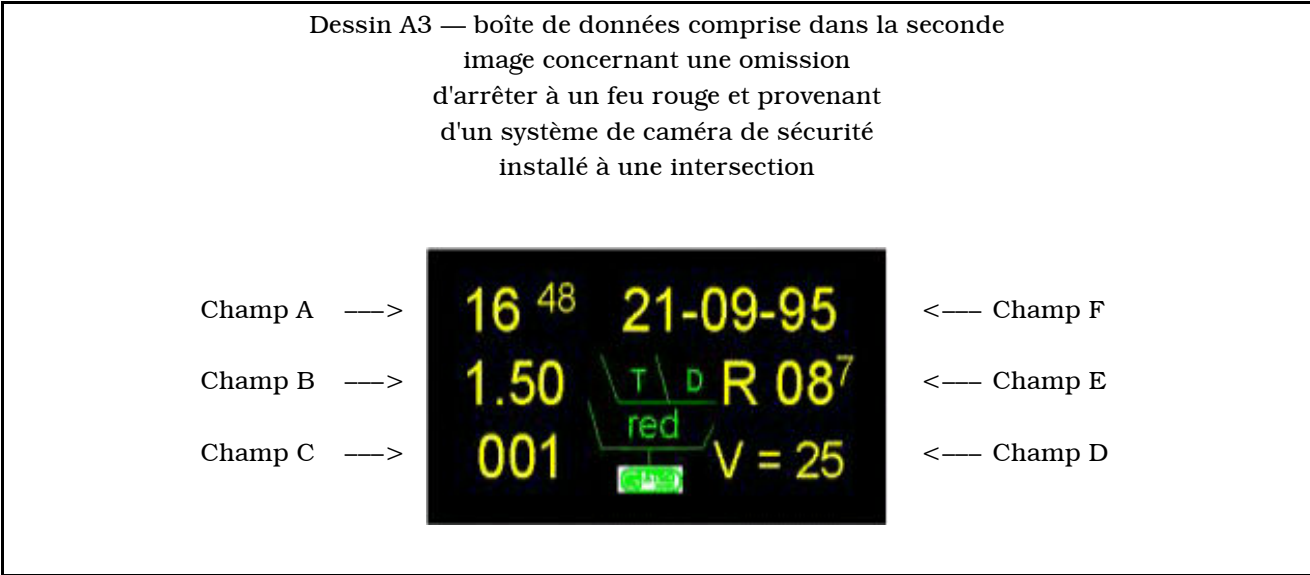 Dessin A3 — boîte de données comprise dans la seconde
image concernant une omission
d'arrêter à un feu rouge et provenant
d'un système de caméra de sécurité
installé à une intersection
Champ A —–> 16 48 21-09-95 <—– Champ F
Champ B —–> 1.50 T D R 08⁷ <—– Champ E
red
Champ C —–> 001 V = 25 <—– Champ D